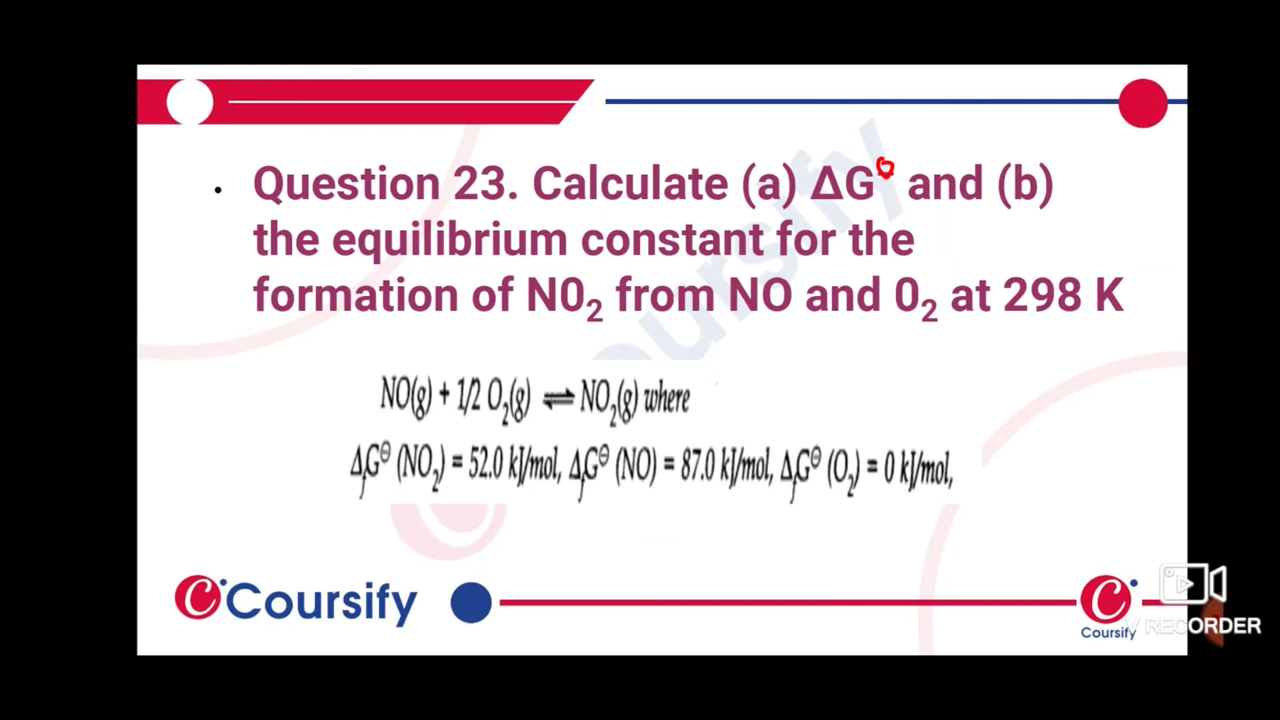 Question 23. Calculate (a) ΔG⁰ and (b)
the equilibrium constant for the
formation of N0₂ from NO and 0₂ at 298 K
NO(g) + 1/2 O₂(g) ⇌ NO₂(g) where
ΔfG⊖ (NO₂) = 52.0 kJ/mol, ΔfG⊖ (NO) = 87.0 kJ/mol, ΔfG⊖ (O₂) = 0 kJ/mol,
Coursify
Coursify
V RECORDER